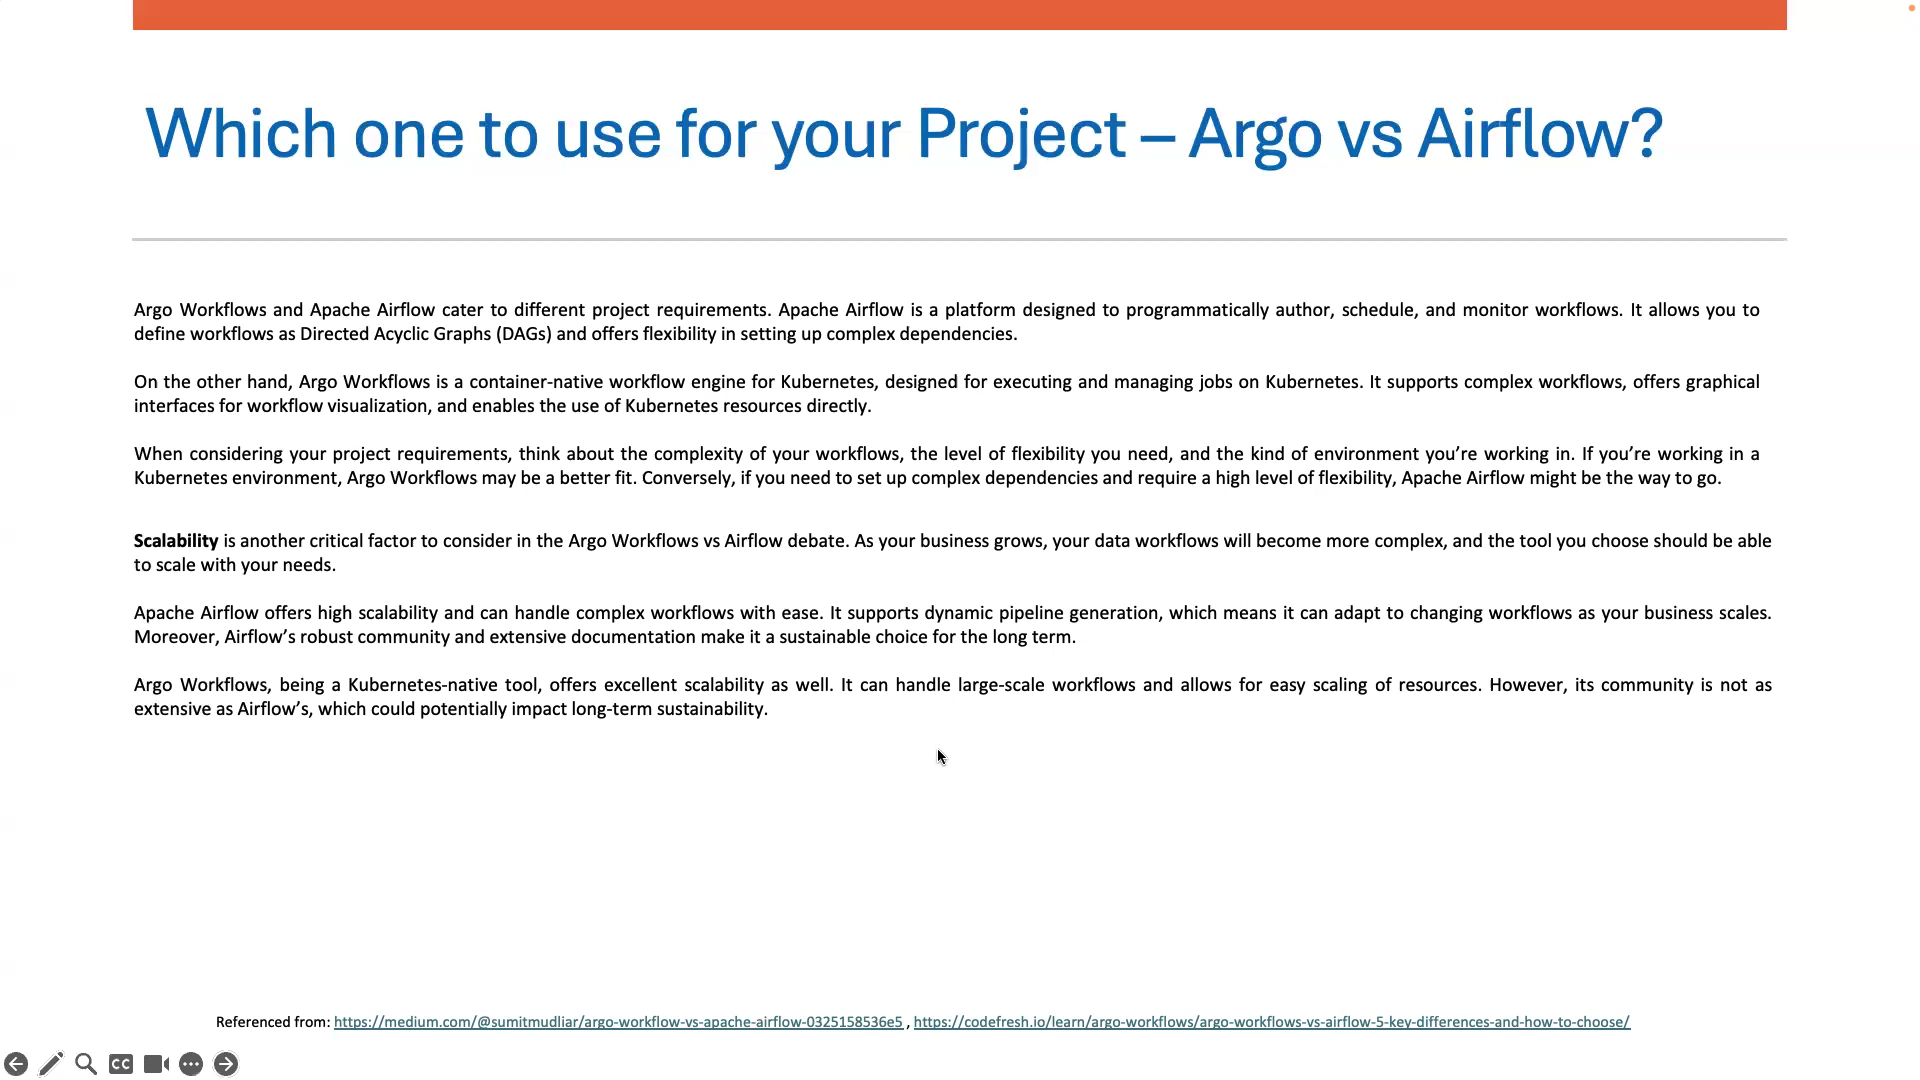 Which one to use for your Project – Argo vs Airflow?
Argo Workflows and Apache Airflow cater to different project requirements. Apache Airflow is a platform designed to programmatically author, schedule, and monitor workflows. It allows you to
define workflows as Directed Acyclic Graphs (DAGs) and offers flexibility in setting up complex dependencies.
On the other hand, Argo Workflows is a container-native workflow engine for Kubernetes, designed for executing and managing jobs on Kubernetes. It supports complex workflows, offers graphical
interfaces for workflow visualization, and enables the use of Kubernetes resources directly.
When considering your project requirements, think about the complexity of your workflows, the level of flexibility you need, and the kind of environment you’re working in. If you’re working in a
Kubernetes environment, Argo Workflows may be a better fit. Conversely, if you need to set up complex dependencies and require a high level of flexibility, Apache Airflow might be the way to go.
Scalability is another critical factor to consider in the Argo Workflows vs Airflow debate. As your business grows, your data workflows will become more complex, and the tool you choose should be able
to scale with your needs.
Apache Airflow offers high scalability and can handle complex workflows with ease. It supports dynamic pipeline generation, which means it can adapt to changing workflows as your business scales.
Moreover, Airflow’s robust community and extensive documentation make it a sustainable choice for the long term.
Argo Workflows, being a Kubernetes-native tool, offers excellent scalability as well. It can handle large-scale workflows and allows for easy scaling of resources. However, its community is not as
extensive as Airflow’s, which could potentially impact long-term sustainability.
Referenced from: https://medium.com/@sumitmudliar/argo-workflow-vs-apache-airflow-0325158536e5 , https://codefresh.io/learn/argo-workflows/argo-workflows-vs-airflow-5-key-differences-and-how-to-choose/
CC